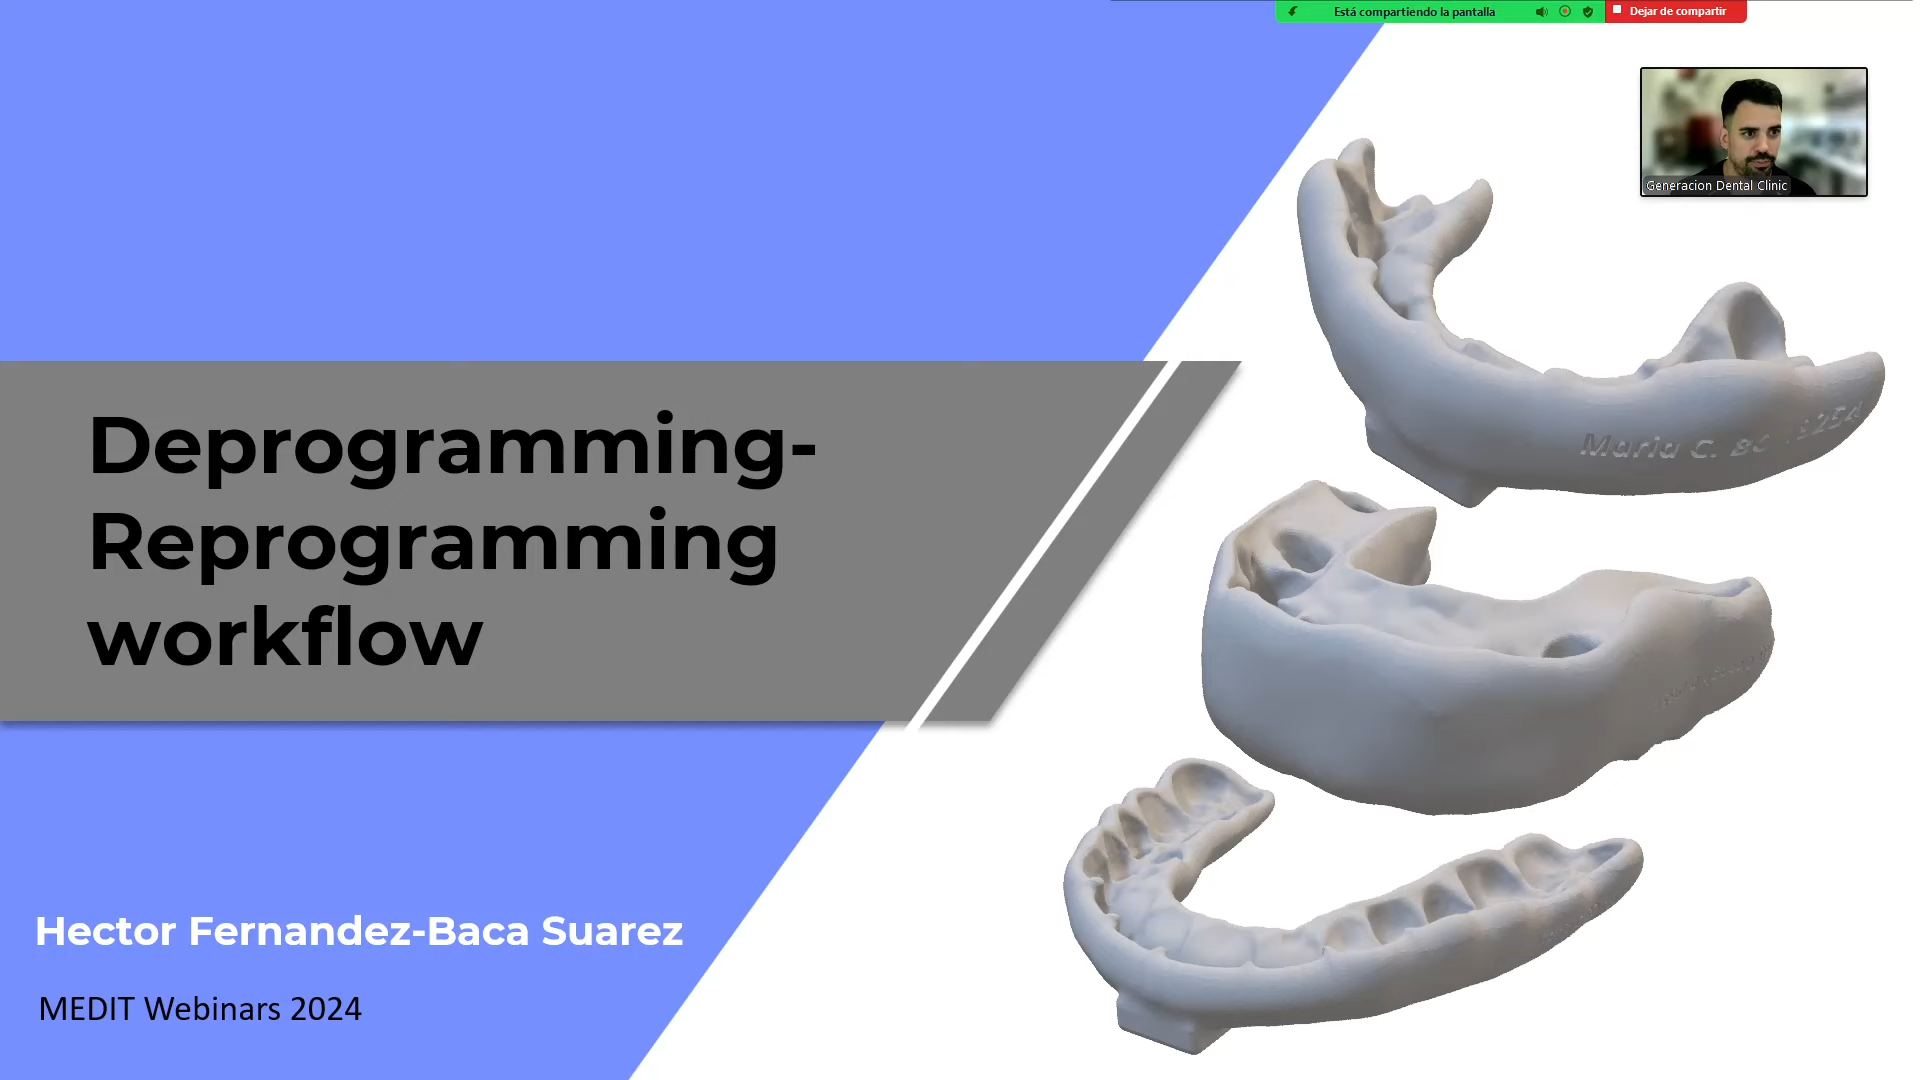 Está compartiendo la pantalla
Dejar de compartir
Generacion Dental Clinic
Maria C.
Deprogramming-
Reprogramming
workflow
Hector Fernandez-Baca Suarez
MEDIT Webinars 2024